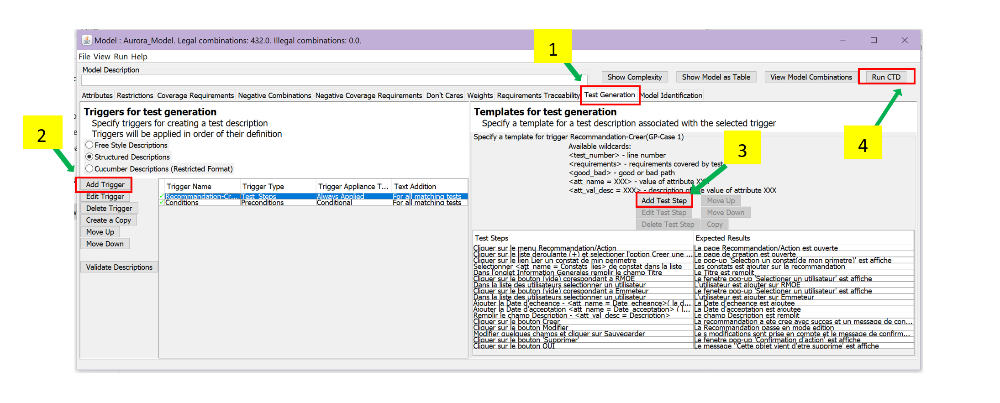 1
Model : Aurora_Model. Legal combinations: 432.0. Illegal combinations: 0.0.
File View Run Help
Model Description
Show Complexity Show Model as Table View Model Combinations Run CTD
Attributes Restrictions Coverage Requirements Negative Combinations Negative Coverage Requirements Don't Cares Weights Requirements Traceability Test Generation Model Identification
Triggers for test generation
Specify triggers for creating a test description
Triggers will be applied in order of their definition
2
Free Style Descriptions
Structured Descriptions
Cucumber Descriptions (Restricted Format)
Add Trigger
Edit Trigger
Delete Trigger
Create a Copy
Move Up
Move Down
Validate Descriptions
Trigger Name Trigger Type Trigger Appliance T... Text Addition
Recommandation-Cr... Test Steps Always Applied For all matching tests
Conditions Preconditions Conditional For all matching tests
Templates for test generation
Specify a template for a test description associated with the selected trigger
Specify a template for trigger Recommandation-Creer(GP-Case 1)
Available wildcards:
<test_number> - line number
<requirements> - requirements covered by test
<good_bad> - good or bad path
<att_name = XXX> - value of attribute XXX
<att_val_desc = XXX> - description of the value of attribute XXX
3
4
Add Test Step Move Up
Edit Test Step Move Down
Delete Test Step Copy
Test Steps Expected Results
Cliquer sur le menu Recommandation/Action La page Recommandation/Action est ouverte
Cliquer sur le liste deroulante (+) et selectioner l'option Creer une ... Le page de creation est ouverte
Cliquer sur le lien Lier un constat de min perimetre Le pop-up 'Selection un constat(de mon primetre)' est affiche
Selectionner <att_name = Constats_lies> de constat dans la liste Les constats est ajouter sur la recommandation
Dans l'onglet Information Generales remplir le champ Titre Le Titre est remplit
Cliquer sur le bouton (vide) corespondant a RMOE Le fenetre pop-up 'Selectioner un utilisateur' est affiche
Dans la liste des utilisateurs selectionner un utilisateur L'utilisateur est ajouter sur RMOE
Cliquer sur le bouton (vide) corespondant a Emmeteur Le fenetre pop-up 'Selectioner un utilisateur' est affiche
Dans la liste des utilisateurs selectionner un utilisateur L'utilisateur est ajouter sur Emmeteur
Ajouter la Date d'echeance - <att_name = Date_echeance>( la d... La Date d'echeance est ajoutee
Ajouter la Date d'acceptation <att_name = Date_acceptation> ( l... La Date d'acceptation est ajoutee
Remplir le champ Description - <att_val_desc = Description> Le champ Description est remplit
Cliquer sur le bouton Creer La recommandation a ete cree avec succes et un message de con...
Cliquer sur le bouton Modifier La Recommandation passe en mode edition
Modifier quelques champs et cliquer sur Sauvegarder Le s modifications sont prise en compte et le message de confirm...
Cliquer sur le bouton 'Supprimer' Le fenetre pop-up 'Confirmation d'action' est affiche
Cliquer sur le bouton OUI Le message "Cette objet vient d'etre supprime' est affiche